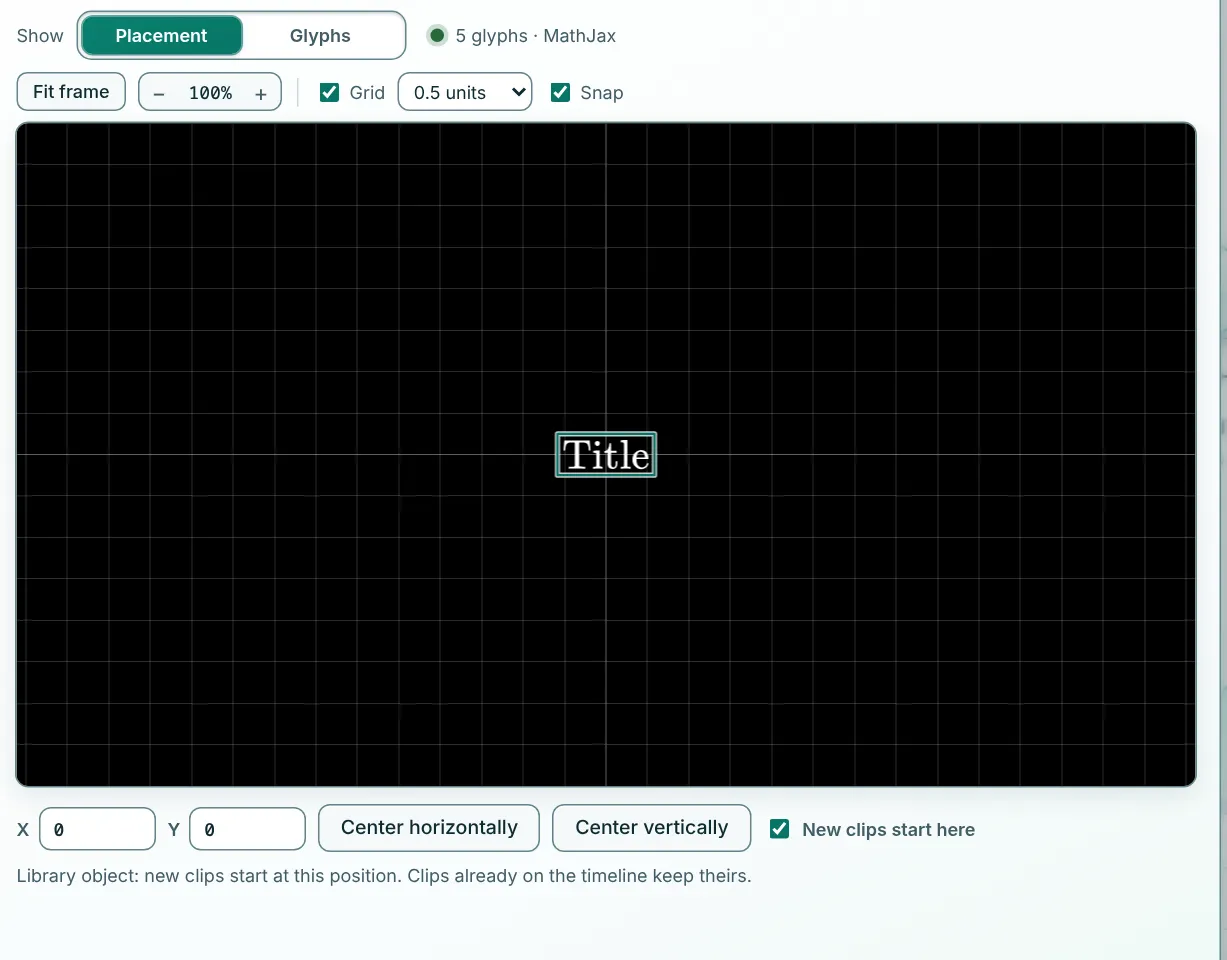 Show Placement Glyphs 5 glyphs · MathJax
Fit frame − 100% + Grid 0.5 units Snap
Title
X 0 Y 0 Center horizontally Center vertically New clips start here
Library object: new clips start at this position. Clips already on the timeline keep theirs.